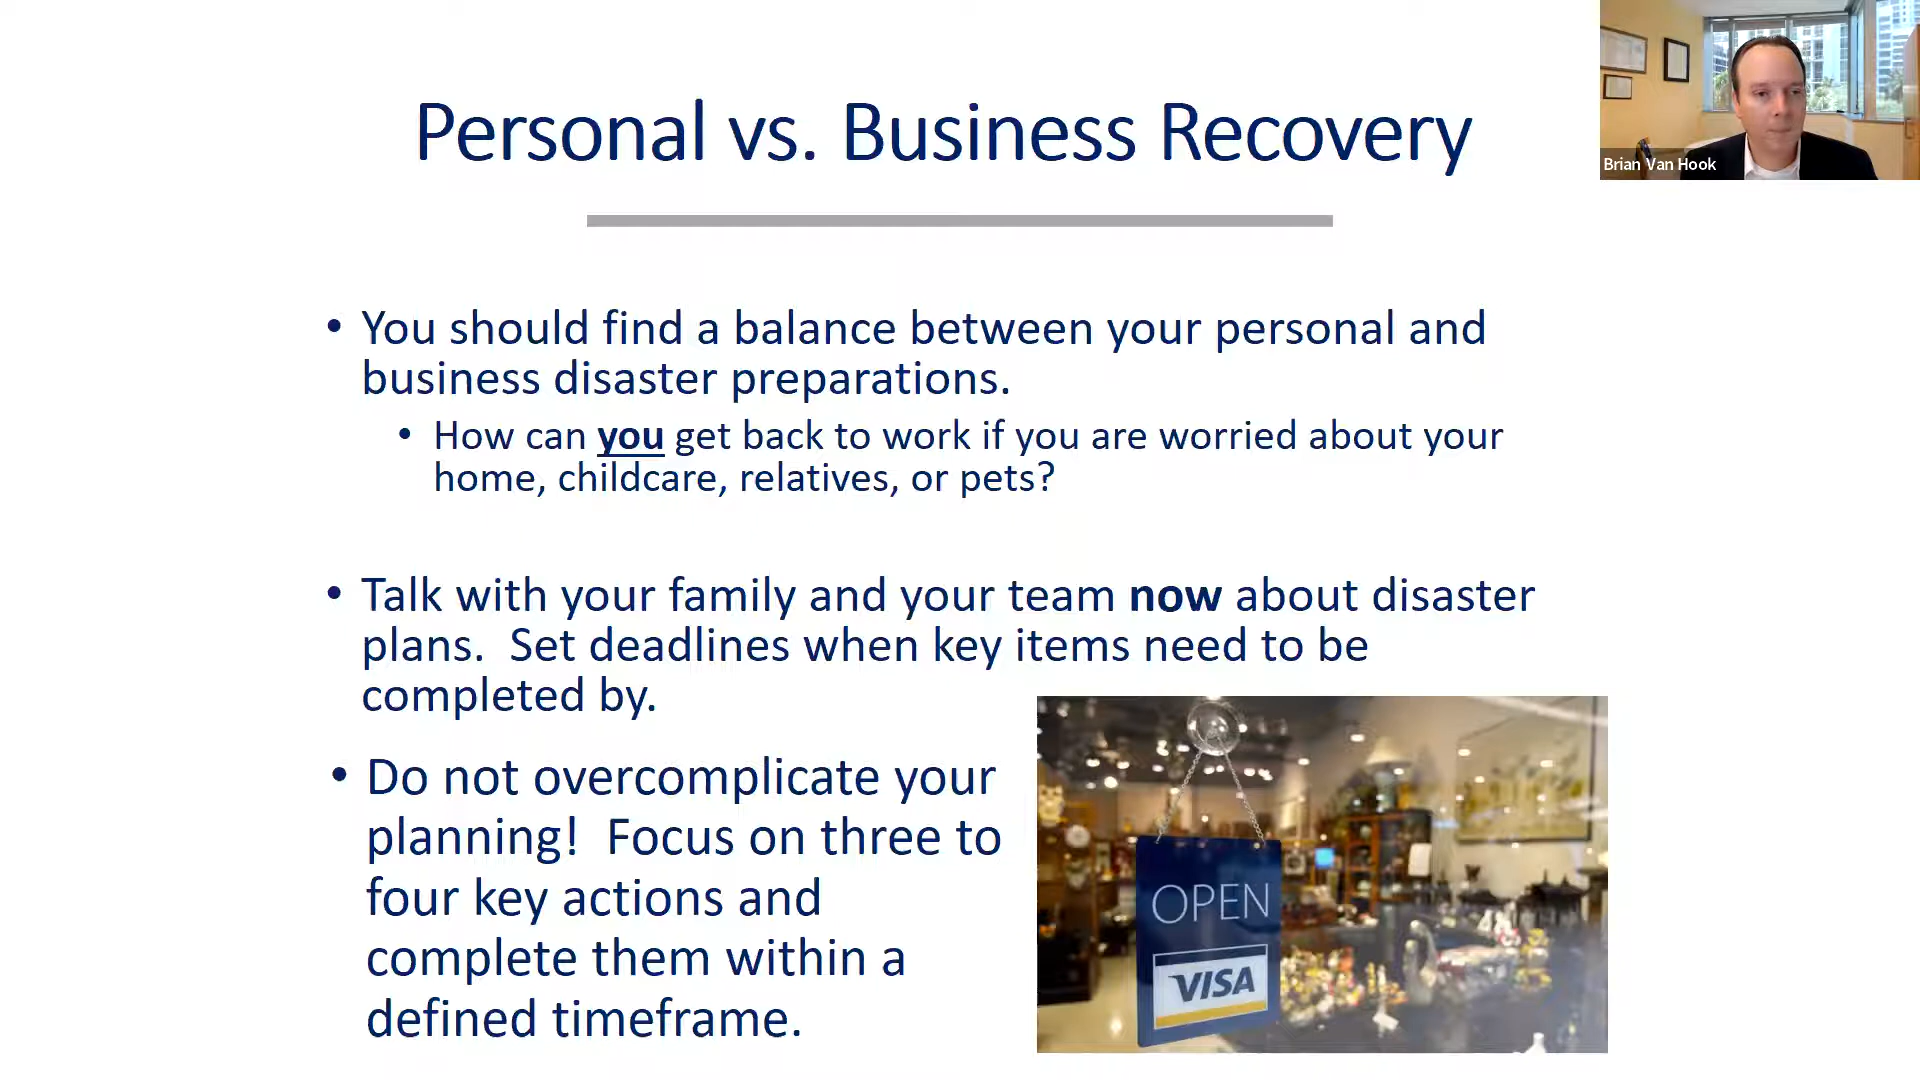 Personal vs. Business Recovery
Brian Van Hook
• You should find a balance between your personal and
business disaster preparations.
• How can you get back to work if you are worried about your
home, childcare, relatives, or pets?
• Talk with your family and your team now about disaster
plans.  Set deadlines when key items need to be
completed by.
• Do not overcomplicate your
planning!  Focus on three to
four key actions and
complete them within a
defined timeframe.
OPEN
VISA